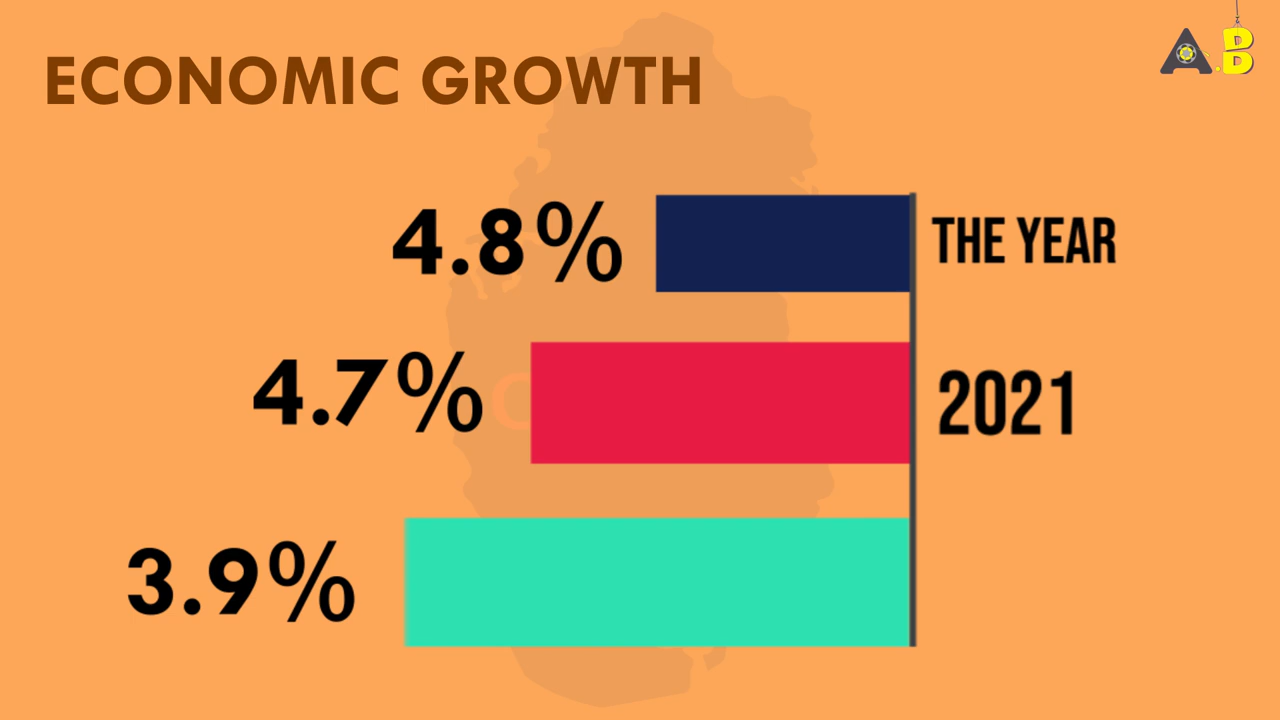 ECONOMIC GROWTH
A.B
4.8% THE YEAR
4.7% 2021
3.9%